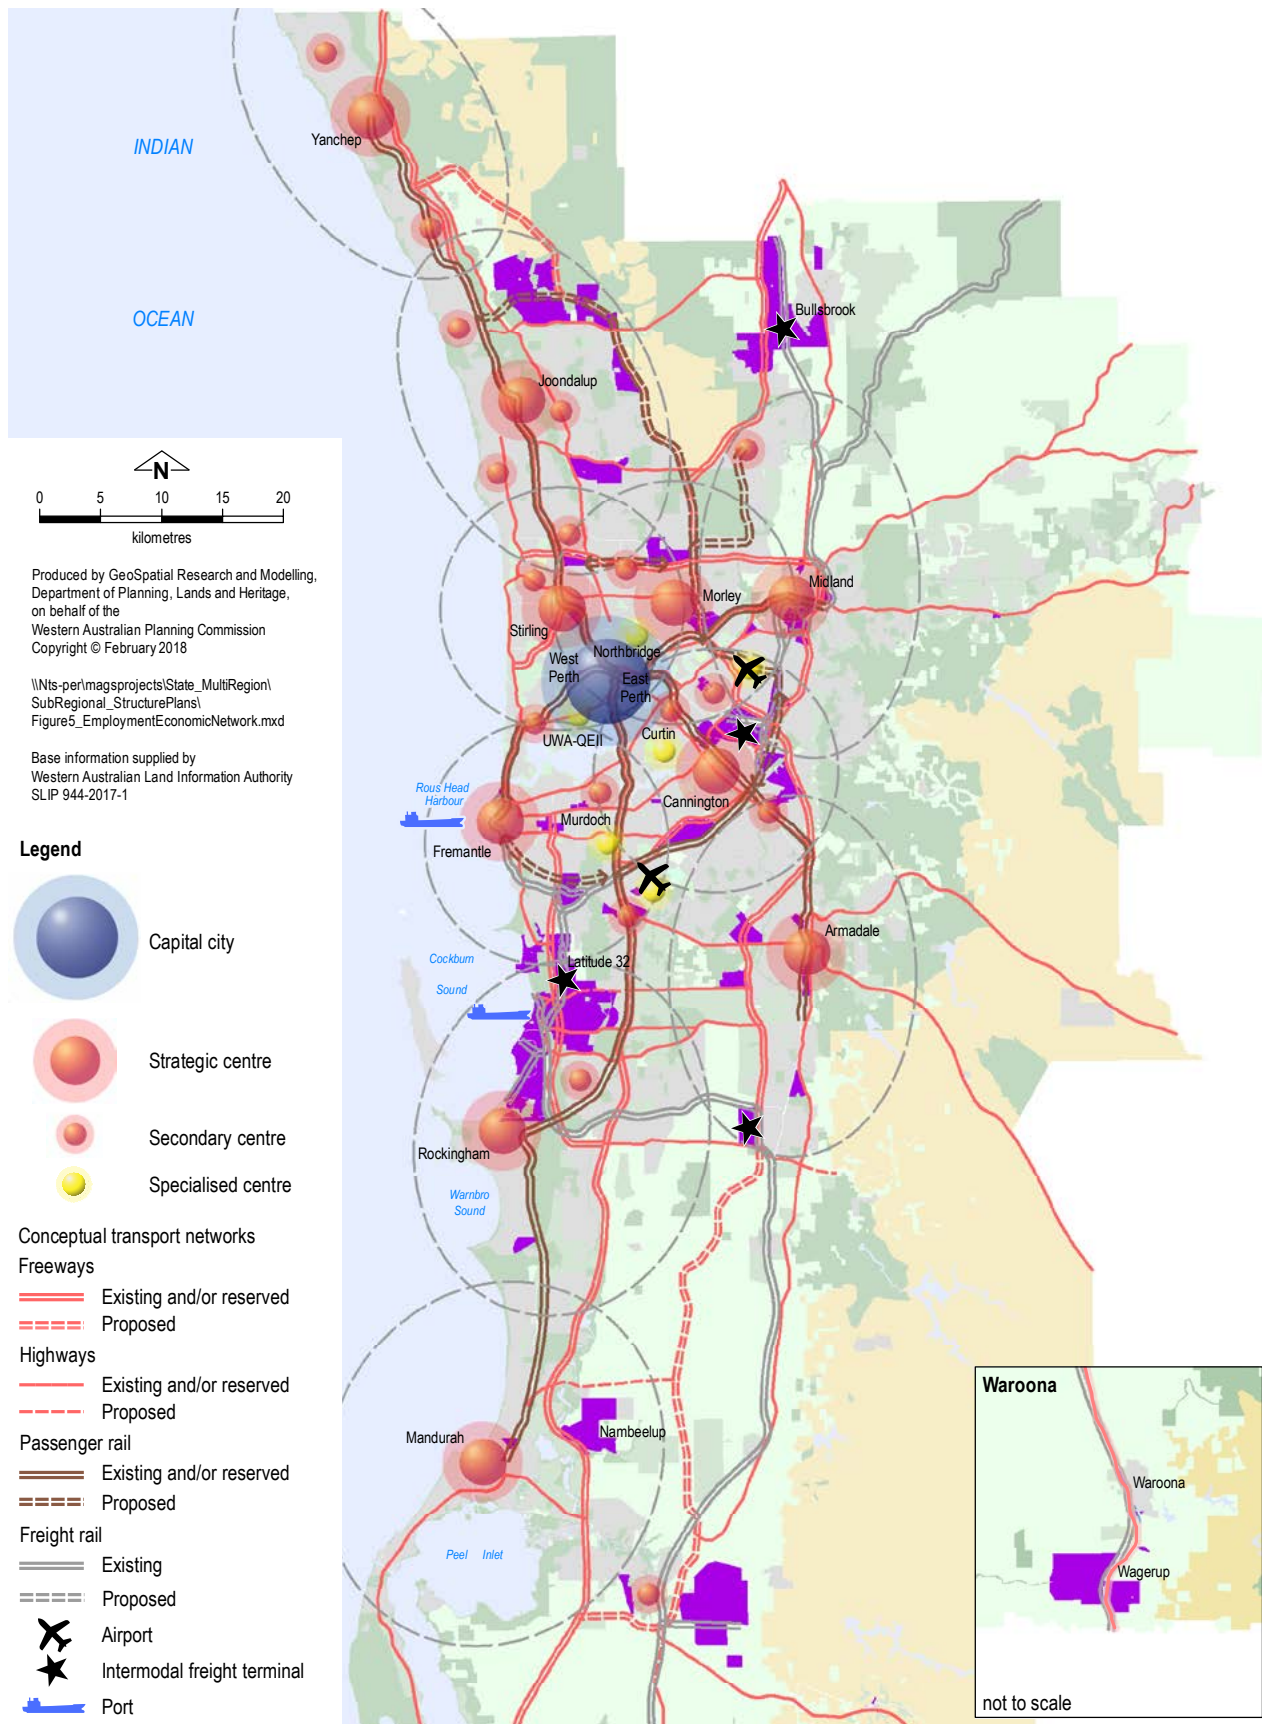 INDIAN
OCEAN
Yanchep
Bullsbrook
Joondalup
N
0 5 10 15 20
kilometres
Produced by GeoSpatial Research and Modelling,
Department of Planning, Lands and Heritage,
on behalf of the
Western Australian Planning Commission
Copyright © February 2018
\\Nts-per\magsprojects\State_MultiRegion\
SubRegional_StructurePlans\
Figure5_EmploymentEconomicNetwork.mxd
Base information supplied by
Western Australian Land Information Authority
SLIP 944-2017-1
Midland
Morley
Stirling
Northbridge
West
Perth
East
Perth
UWA-QEII
Curtin
Rous Head
Harbour
Cannington
Murdoch
Fremantle
Armadale
Cockburn
Sound
Latitude 32
Rockingham
Warnbro
Sound
Mandurah
Nambeelup
Peel Inlet
Legend
Capital city
Strategic centre
Secondary centre
Specialised centre
Conceptual transport networks
Freeways
Existing and/or reserved
Proposed
Highways
Existing and/or reserved
Proposed
Passenger rail
Existing and/or reserved
Proposed
Freight rail
Existing
Proposed
Airport
Intermodal freight terminal
Port
Waroona
Waroona
Wagerup
not to scale